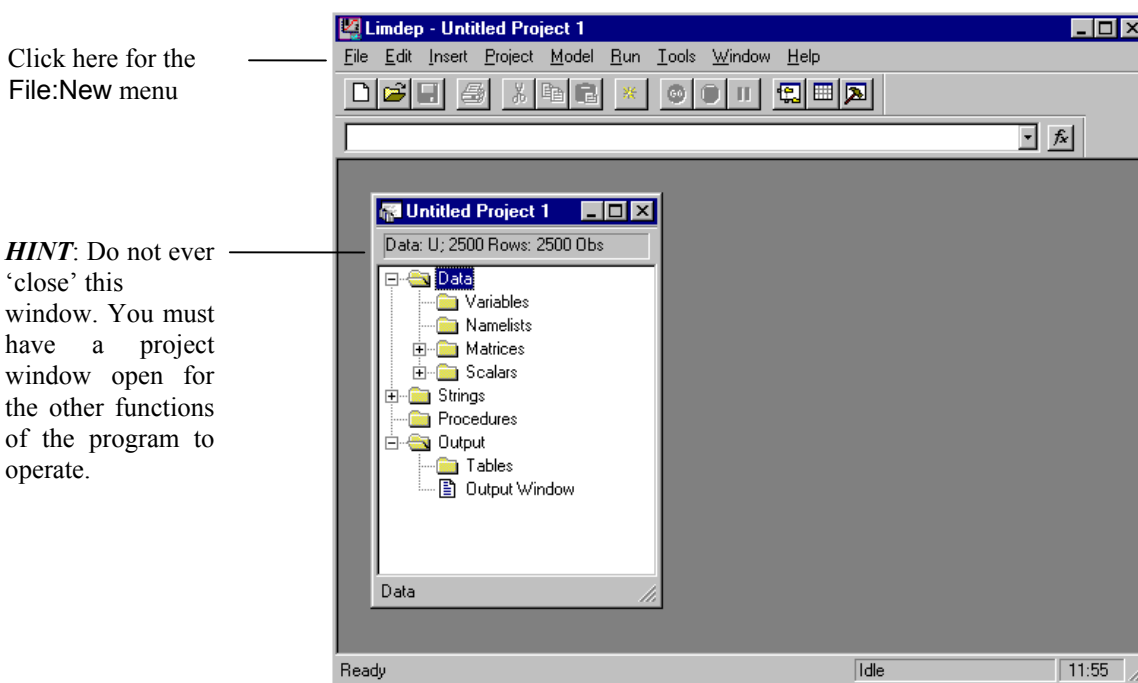 Click here for the
File:New menu
HINT: Do not ever
‘close’ this
window. You must
have a project
window open for
the other functions
of the program to
operate.
Limdep - Untitled Project 1
File Edit Insert Project Model Run Tools Window Help
GO
fx
Untitled Project 1
Data: U; 2500 Rows: 2500 Obs
Data
Variables
Namelists
Matrices
Scalars
Strings
Procedures
Output
Tables
Output Window
Data
Ready Idle 11:55